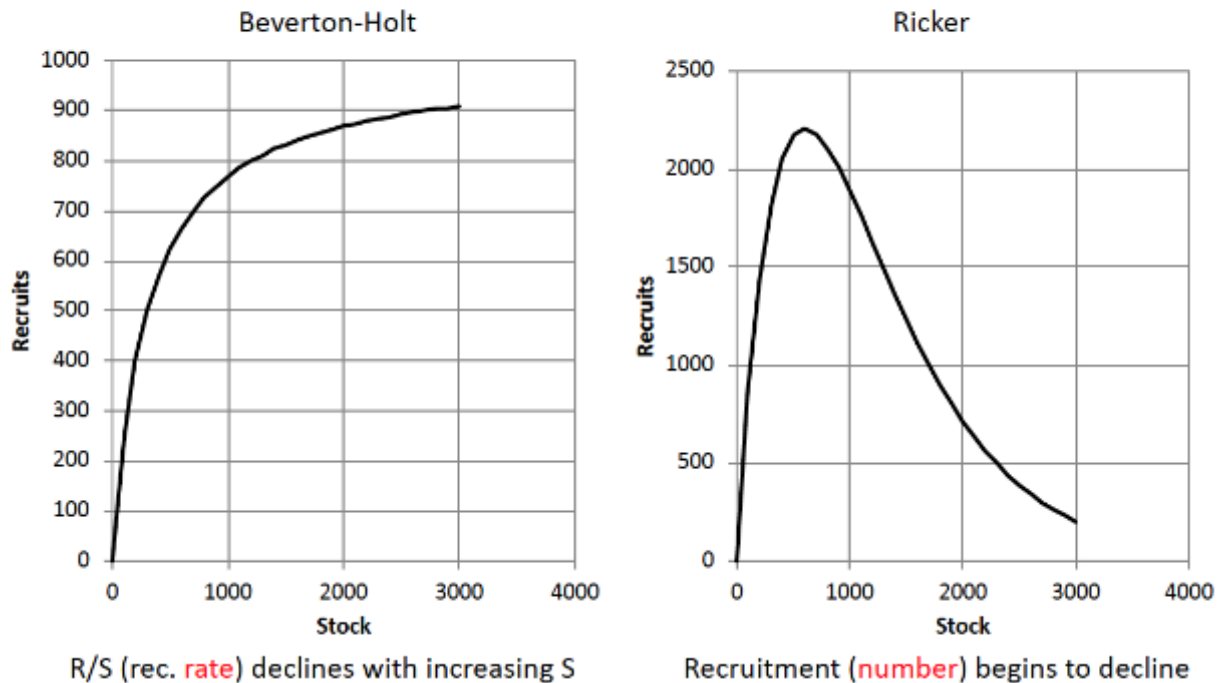 Beverton-Holt
1000
900
800
700
600
500
400
300
200
100
0
Recruits
0 1000 2000 3000 4000
Stock
R/S (rec. rate) declines with increasing S
Ricker
2500
2000
1500
1000
500
0
Recruits
0 1000 2000 3000 4000
Stock
Recruitment (number) begins to decline